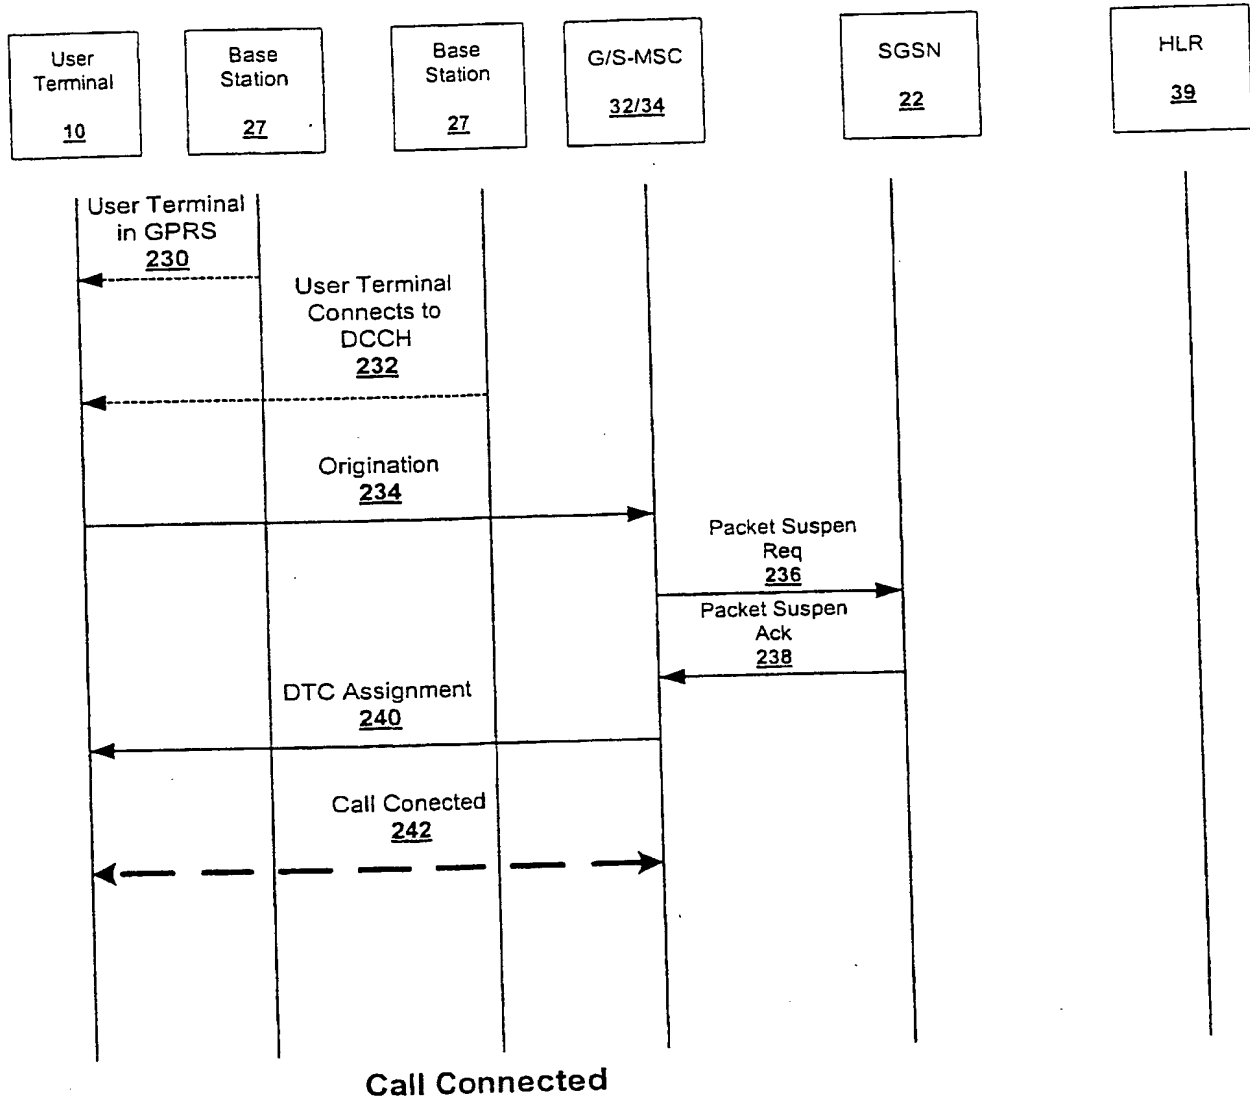 User
Terminal
10
Base
Station
27
Base
Station
27
G/S-MSC
32/34
SGSN
22
HLR
39
User Terminal
in GPRS
230
User Terminal
Connects to
DCCH
232
Origination
234
Packet Suspen
Req
236
Packet Suspen
Ack
238
DTC Assignment
240
Call Conected
242
Call Connected